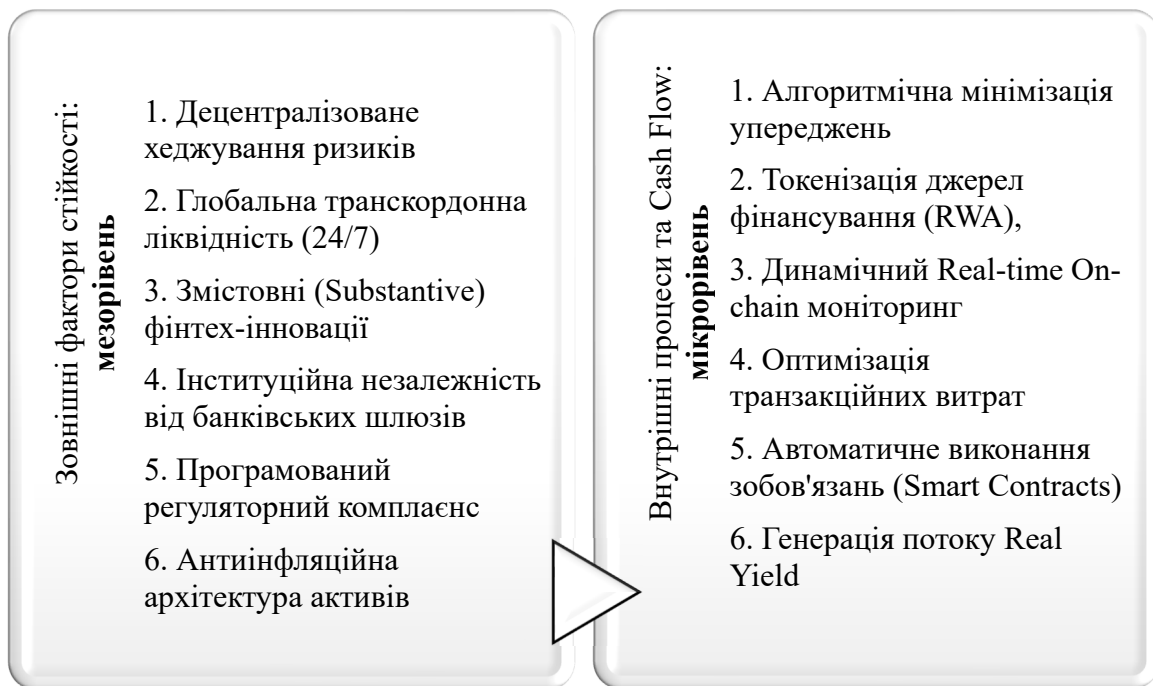 Зовнішні фактори стійкості:
мезорівень
1. Децентралізоване
хеджування ризиків
2. Глобальна транскордонна
ліквідність (24/7)
3. Змістовні (Substantive)
фінтех-інновації
4. Інституційна незалежність
від банківських шлюзів
5. Програмований
регуляторний комплаєнс
6. Антиінфляційна
архітектура активів
Внутрішні процеси та Cash Flow:
мікрорівень
1. Алгоритмічна мінімізація
упереджень
2. Токенізація джерел
фінансування (RWA),
3. Динамічний Real-time On-
chain моніторинг
4. Оптимізація
транзакційних витрат
5. Автоматичне виконання
зобов'язань (Smart Contracts)
6. Генерація потоку Real
Yield